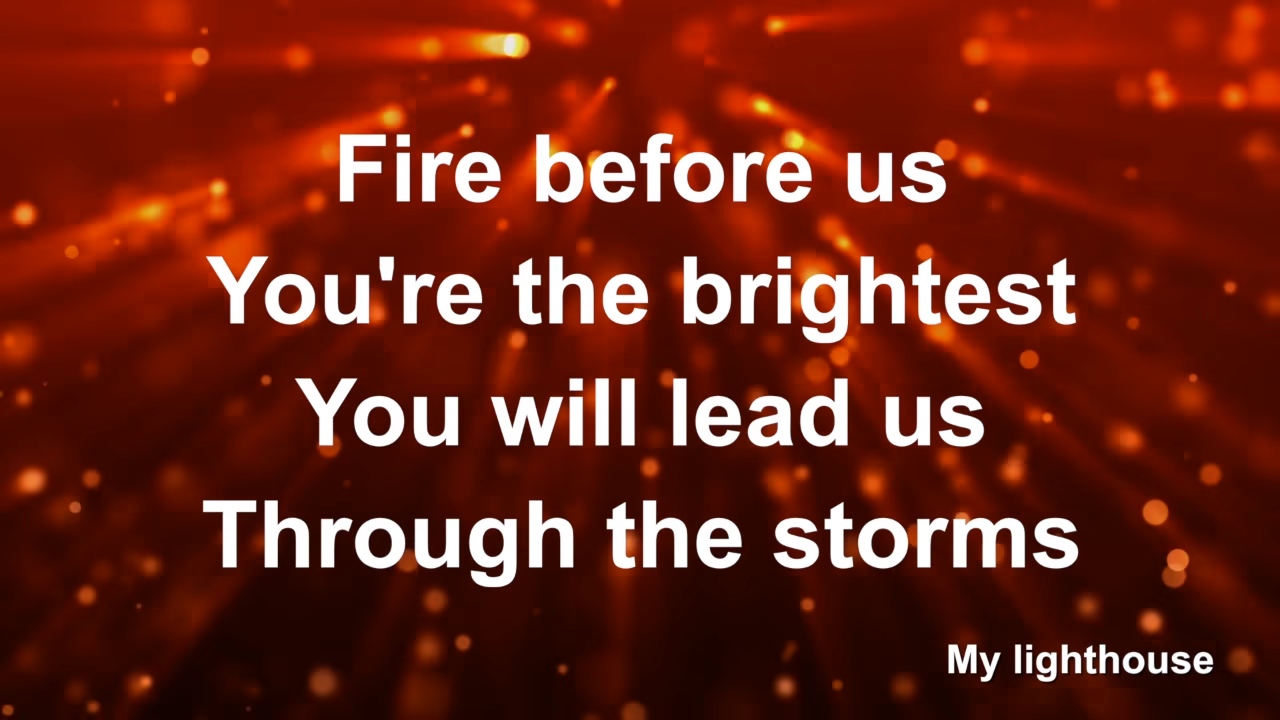 Fire before us
You're the brightest
You will lead us
Through the storms
My lighthouse